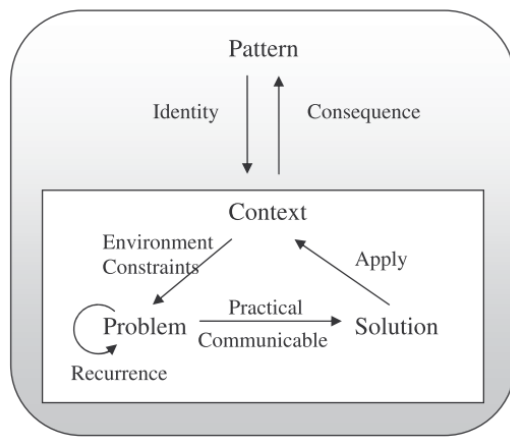 Pattern
Identity
Consequence
Context
Environment
Constraints
Apply
Practical
Problem
Solution
Communicable
Recurrence